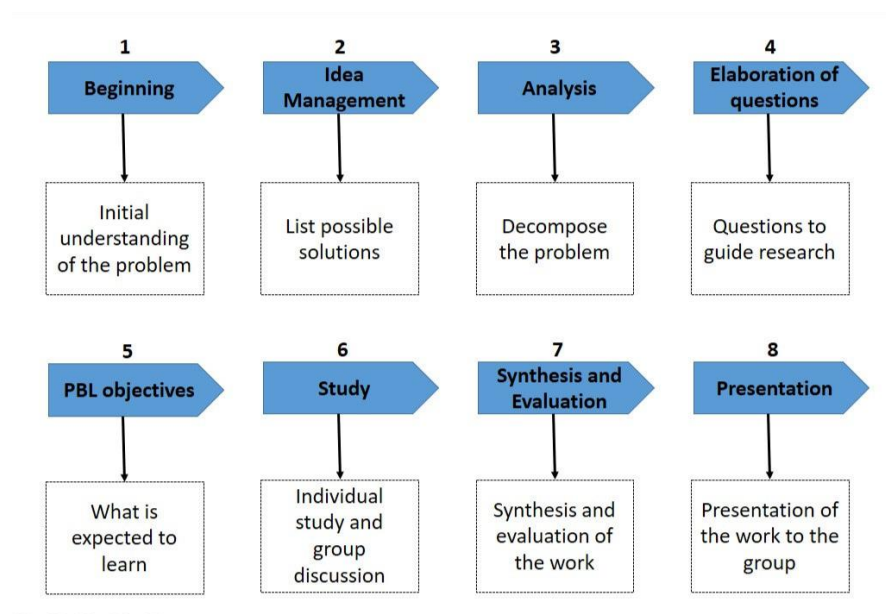 1
Beginning
Initial
understanding
of the problem
2
Idea
Management
List possible
solutions
3
Analysis
Decompose
the problem
4
Elaboration of
questions
Questions to
guide research
5
PBL objectives
What is
expected to
learn
6
Study
Individual
study and
group
discussion
7
Synthesis and
Evaluation
Synthesis and
evaluation of
the work
8
Presentation
Presentation of
the work to the
group